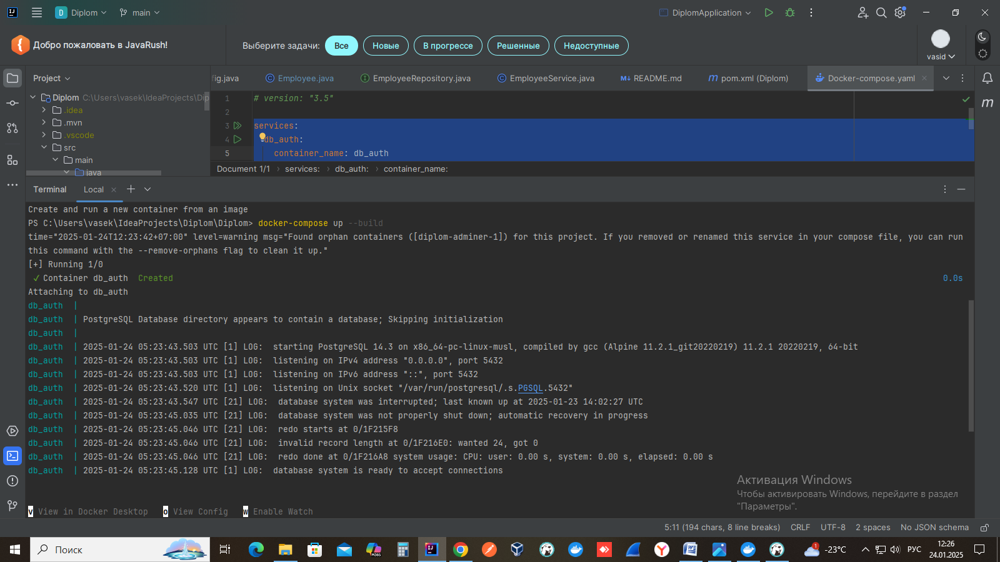 IJ
D Diplom
main
DiplomApplication
Добро пожаловать в JavaRush!
Выберите задачи:
Все
Новые
В прогрессе
Решенные
Недоступные
vasid
Project
fig.java
Employee.java
EmployeeRepository.java
EmployeeService.java
README.md
pom.xml (Diplom)
Docker-compose.yaml
Diplom C:\Users\vasek\IdeaProjects\Dip
.idea
.mvn
.vscode
src
main
java
1 # version: "3.5"
2
3 services:
4 db_auth:
5 container_name: db_auth
Document 1/1 › services: › db_auth: › container_name:
Terminal
Local
Create and run a new container from an image
PS C:\Users\vasek\IdeaProjects\Diplom\Diplom> docker-compose up --build
time="2025-01-24T12:23:42+07:00" level=warning msg="Found orphan containers ([diplom-adminer-1]) for this project. If you removed or renamed this service in your compose file, you can run
this command with the --remove-orphans flag to clean it up."
[+] Running 1/0
✓ Container db_auth Created 0.0s
Attaching to db_auth
db_auth |
db_auth | PostgreSQL Database directory appears to contain a database; Skipping initialization
db_auth |
db_auth | 2025-01-24 05:23:43.503 UTC [1] LOG: starting PostgreSQL 14.3 on x86_64-pc-linux-musl, compiled by gcc (Alpine 11.2.1_git20220219) 11.2.1 20220219, 64-bit
db_auth | 2025-01-24 05:23:43.503 UTC [1] LOG: listening on IPv4 address "0.0.0.0", port 5432
db_auth | 2025-01-24 05:23:43.503 UTC [1] LOG: listening on IPv6 address "::", port 5432
db_auth | 2025-01-24 05:23:43.520 UTC [1] LOG: listening on Unix socket "/var/run/postgresql/.s.PGSQL.5432"
db_auth | 2025-01-24 05:23:43.547 UTC [21] LOG: database system was interrupted; last known up at 2025-01-23 14:02:27 UTC
db_auth | 2025-01-24 05:23:45.035 UTC [21] LOG: database system was not properly shut down; automatic recovery in progress
db_auth | 2025-01-24 05:23:45.046 UTC [21] LOG: redo starts at 0/1F215F8
db_auth | 2025-01-24 05:23:45.046 UTC [21] LOG: invalid record length at 0/1F216E0: wanted 24, got 0
db_auth | 2025-01-24 05:23:45.046 UTC [21] LOG: redo done at 0/1F216A8 system usage: CPU: user: 0.00 s, system: 0.00 s, elapsed: 0.00 s
db_auth | 2025-01-24 05:23:45.128 UTC [1] LOG: database system is ready to accept connections
Активация Windows
Чтобы активировать Windows, перейдите в раздел
"Параметры".
v View in Docker Desktop o View Config w Enable Watch
5:11 (194 chars, 8 line breaks) CRLF UTF-8 2 spaces No JSON schema
Поиск
M365
1
-23°C
РУС
12:26
24.01.2025